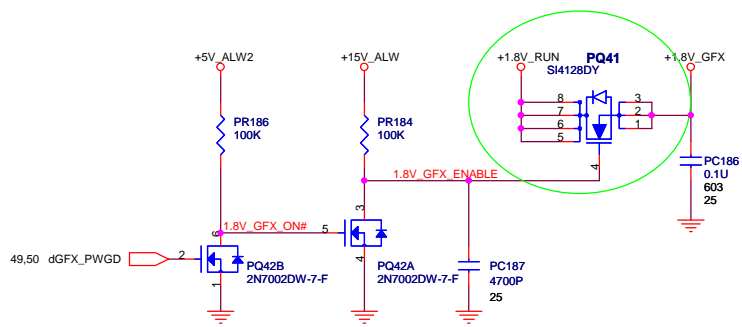 +5V_ALW2
+15V_ALW
+1.8V_RUN
PQ41
+1.8V_GFX
SI4128DY
8
7
6
5
3
2
1
4
PR186
100K
PR184
100K
PC186
0.1U
603
25
1.8V_GFX_ENABLE
3
1.8V_GFX_ON#
6
5
49,50 dGFX_PWGD
2
1
4
PQ42B
2N7002DW-7-F
PQ42A
2N7002DW-7-F
PC187
4700P
25